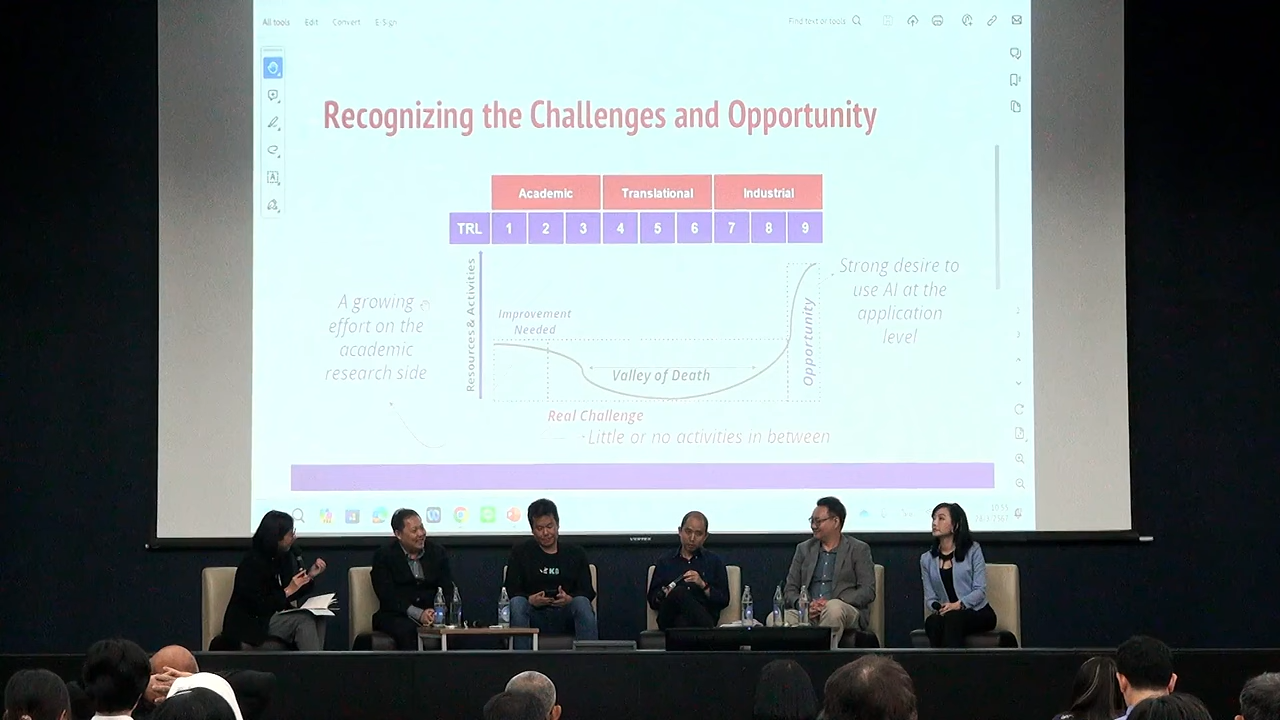 All tools Edit Convert E-Sign
Find text or tools
Recognizing the Challenges and Opportunity
Academic Translational Industrial
TRL 1 2 3 4 5 6 7 8 9
Resources & Activities
A growing
effort on the
academic
research side
Improvement
Needed
Valley of Death
Opportunity
Strong desire to
use AI at the
application
level
Real Challenge
Little or no activities in between
10:55